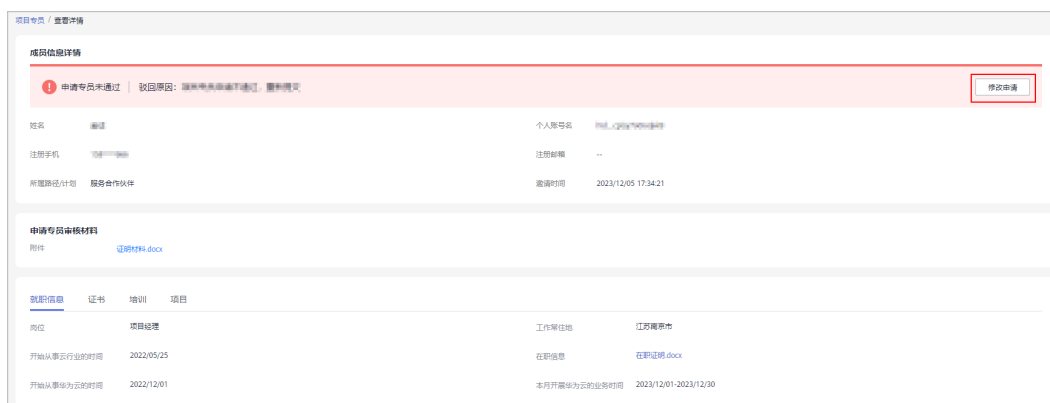 项目专员 / 查看详情
成员信息详情
申请专员未通过 | 驳回原因：
修改申请
姓名
个人账号名
注册手机
注册邮箱 --
所属路径/计划 服务合作伙伴
邀请时间 2023/12/05 17:34:21
申请专员审核材料
附件 证明材料.docx
就职信息 证书 培训 项目
岗位 项目经理
工作常住地 江苏南京市
开始从事云行业的时间 2022/05/25
在职信息 在职证明.docx
开始从事华为云的时间 2022/12/01
本月开展华为云的业务时间 2023/12/01-2023/12/30